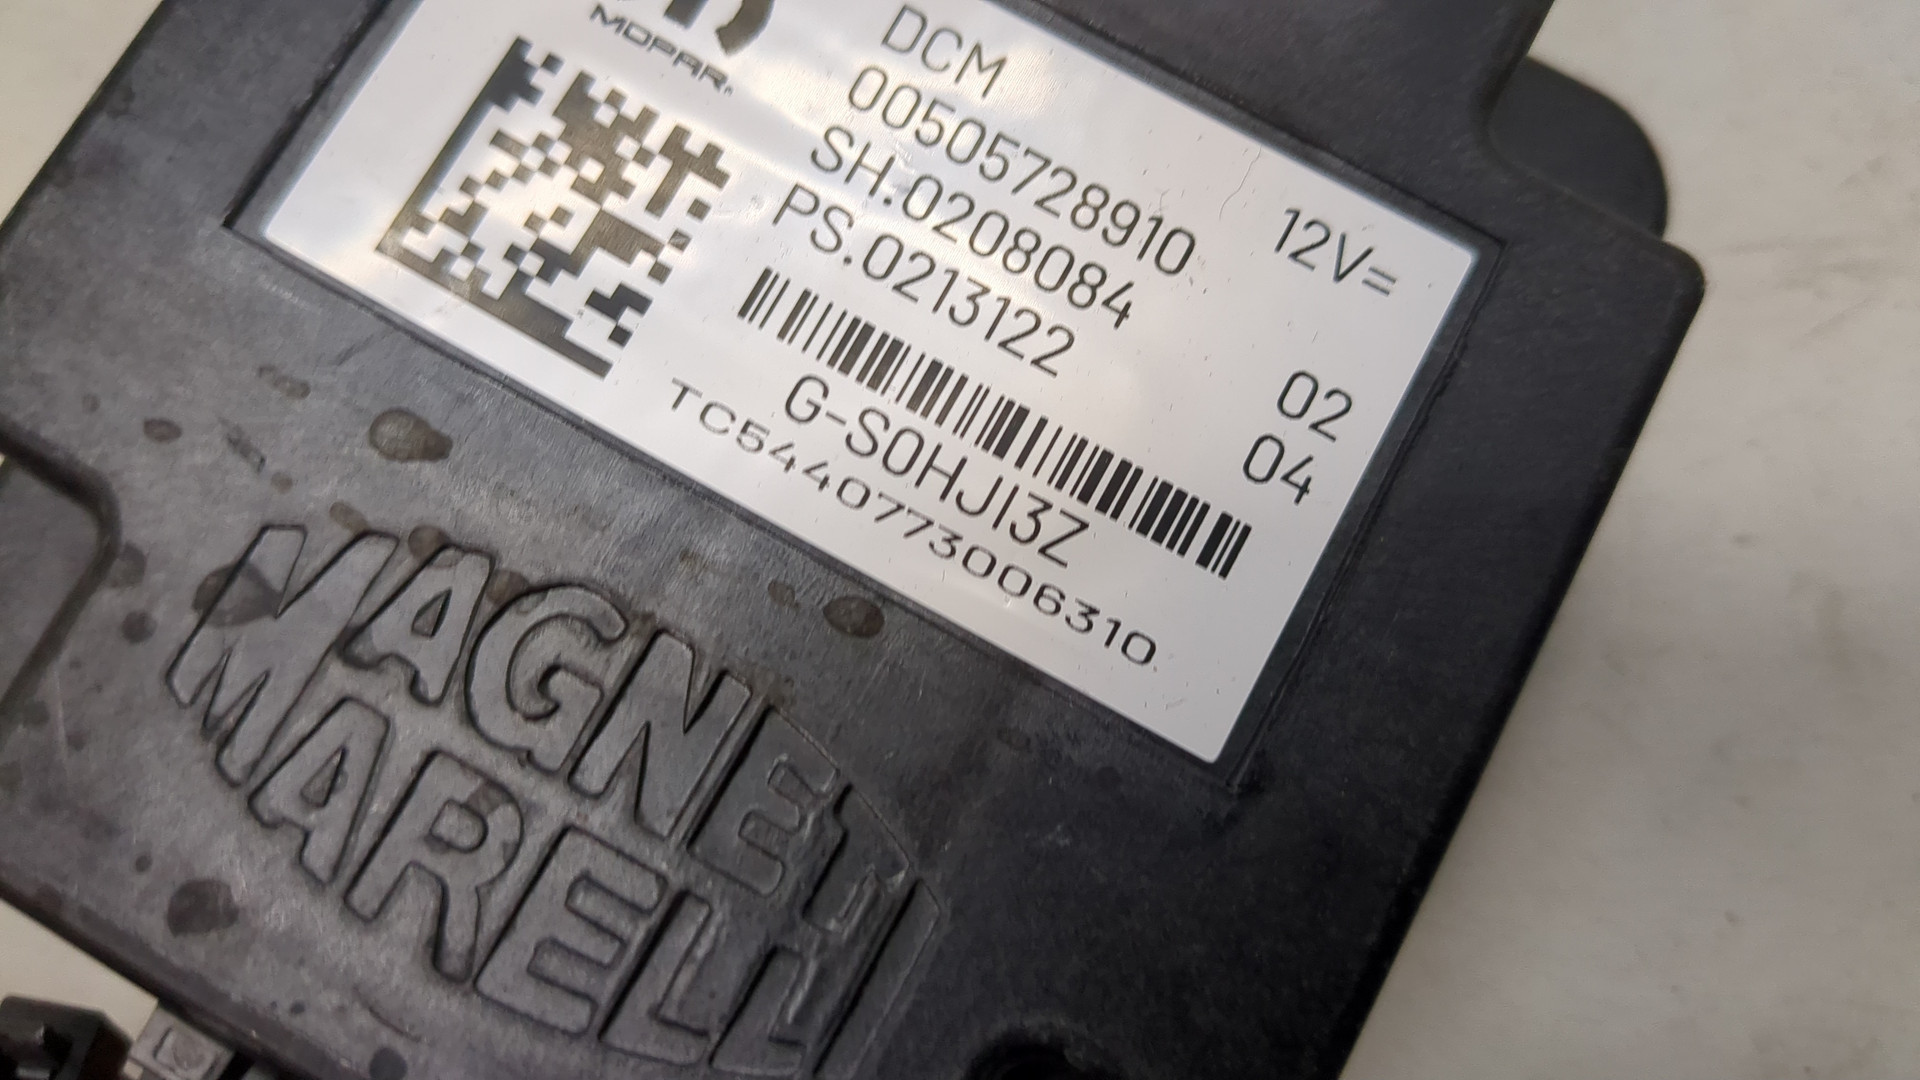 MOPAR.
DCM
00505728910
12V=
SH.0208084
PS.0213122
02
04
G-S0HJI3Z
TC5440773006310
MAGNETI
MARELLI